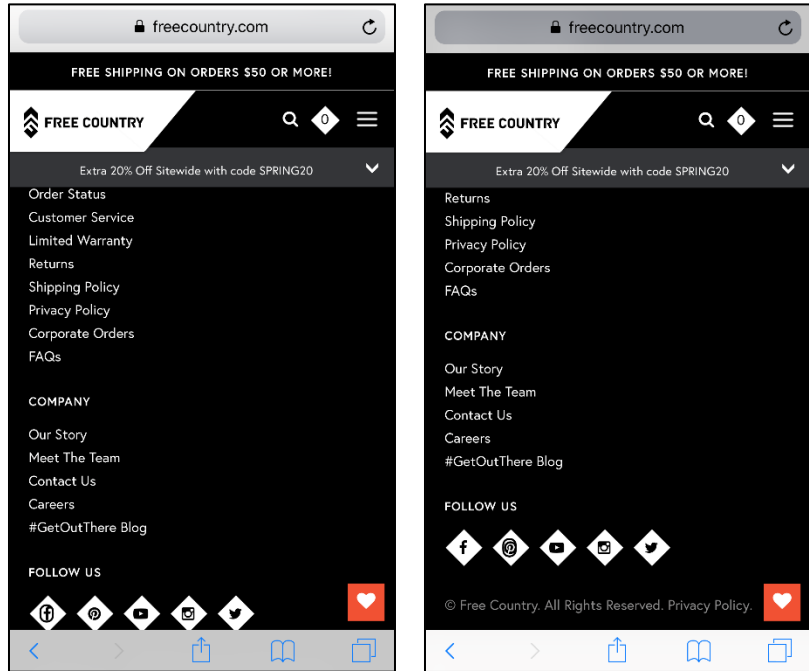 freecountry.com
FREE SHIPPING ON ORDERS $50 OR MORE!
FREE COUNTRY
0
Extra 20% Off Sitewide with code SPRING20
Order Status
Customer Service
Limited Warranty
Returns
Shipping Policy
Privacy Policy
Corporate Orders
FAQs
COMPANY
Our Story
Meet The Team
Contact Us
Careers
#GetOutThere Blog
FOLLOW US
freecountry.com
FREE SHIPPING ON ORDERS $50 OR MORE!
FREE COUNTRY
0
Extra 20% Off Sitewide with code SPRING20
Returns
Shipping Policy
Privacy Policy
Corporate Orders
FAQs
COMPANY
Our Story
Meet The Team
Contact Us
Careers
#GetOutThere Blog
FOLLOW US
© Free Country. All Rights Reserved. Privacy Policy.